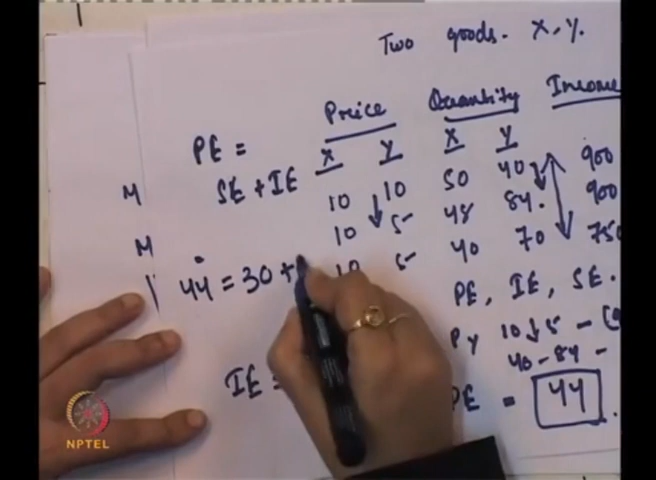 Two goods. X, Y.
Price Quantity Income
X Y X Y
PE =
SE + IE
10 10 50 40 900
M 10 5 48 84. 900
M 10 5 40 70 750
44 = 30 +
PE, IE, SE.
Py 10 ↓ 5 -
40 - 84 -
IE =
PE = 44.
NPTEL